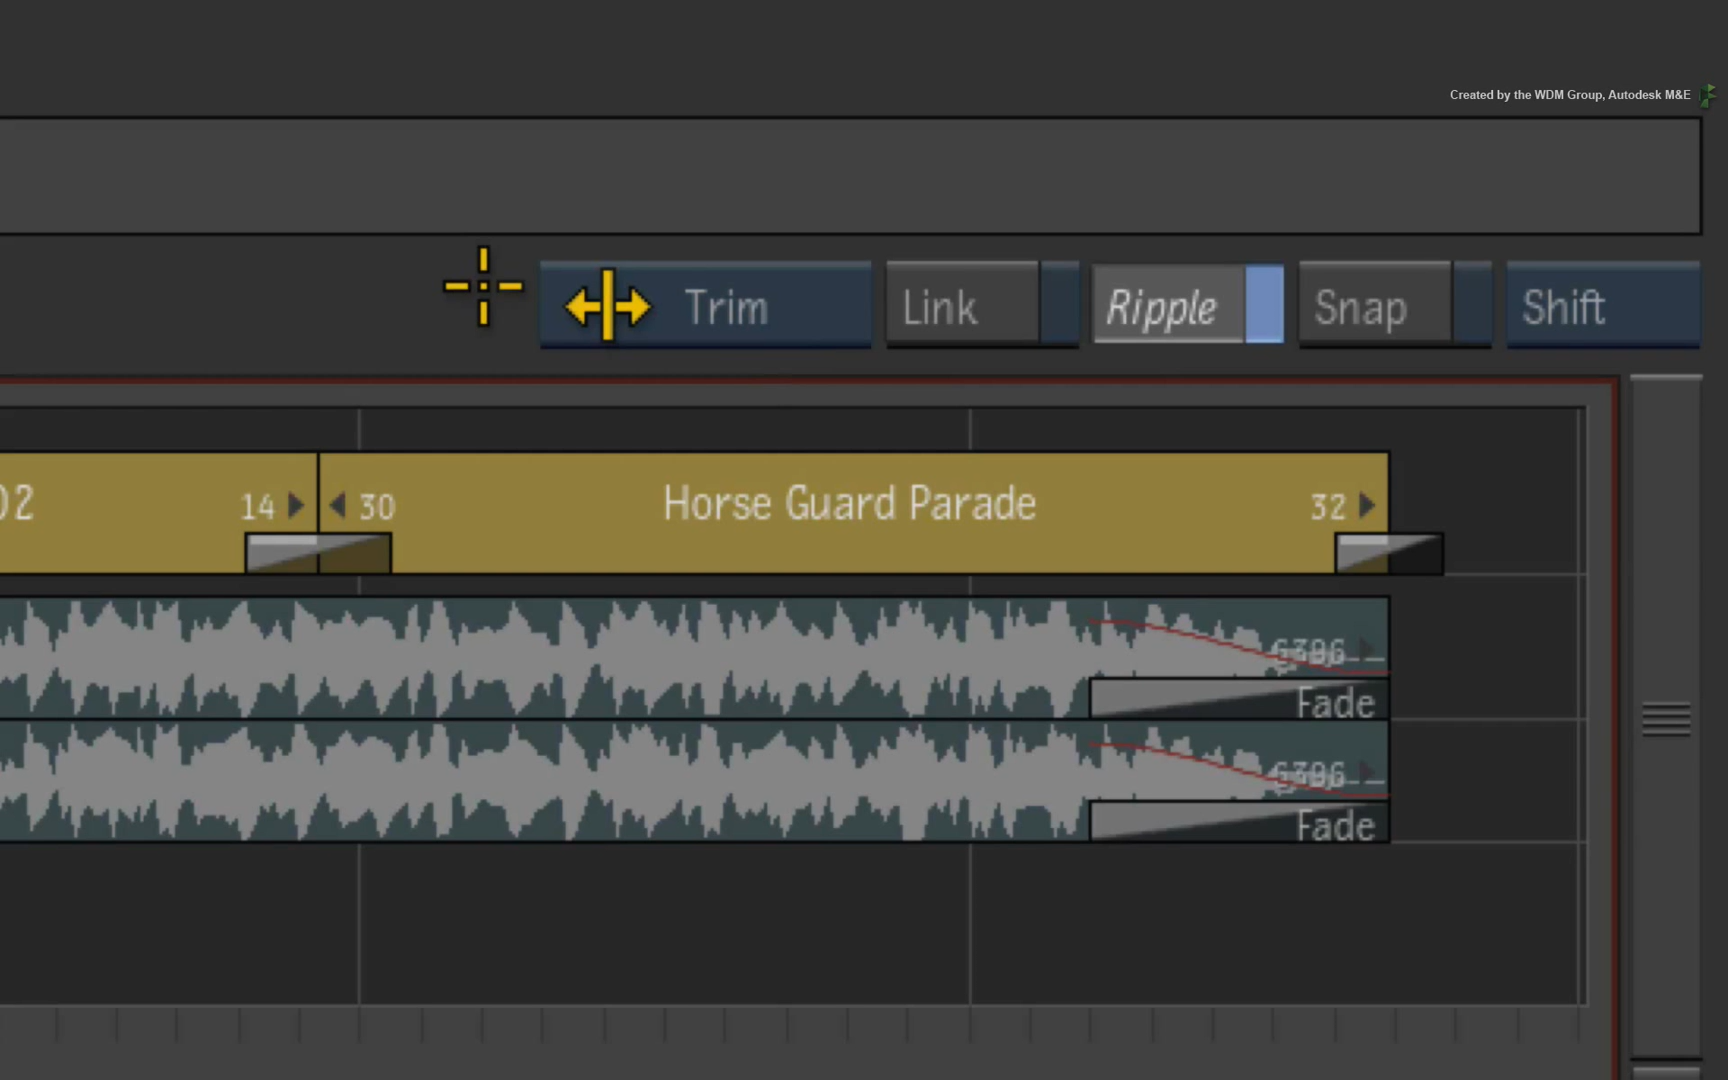 Created by the WDM Group, Autodesk M&E
Trim
Link
Ripple
Snap
Shift
02
14
30
Horse Guard Parade
32
Fade
Fade